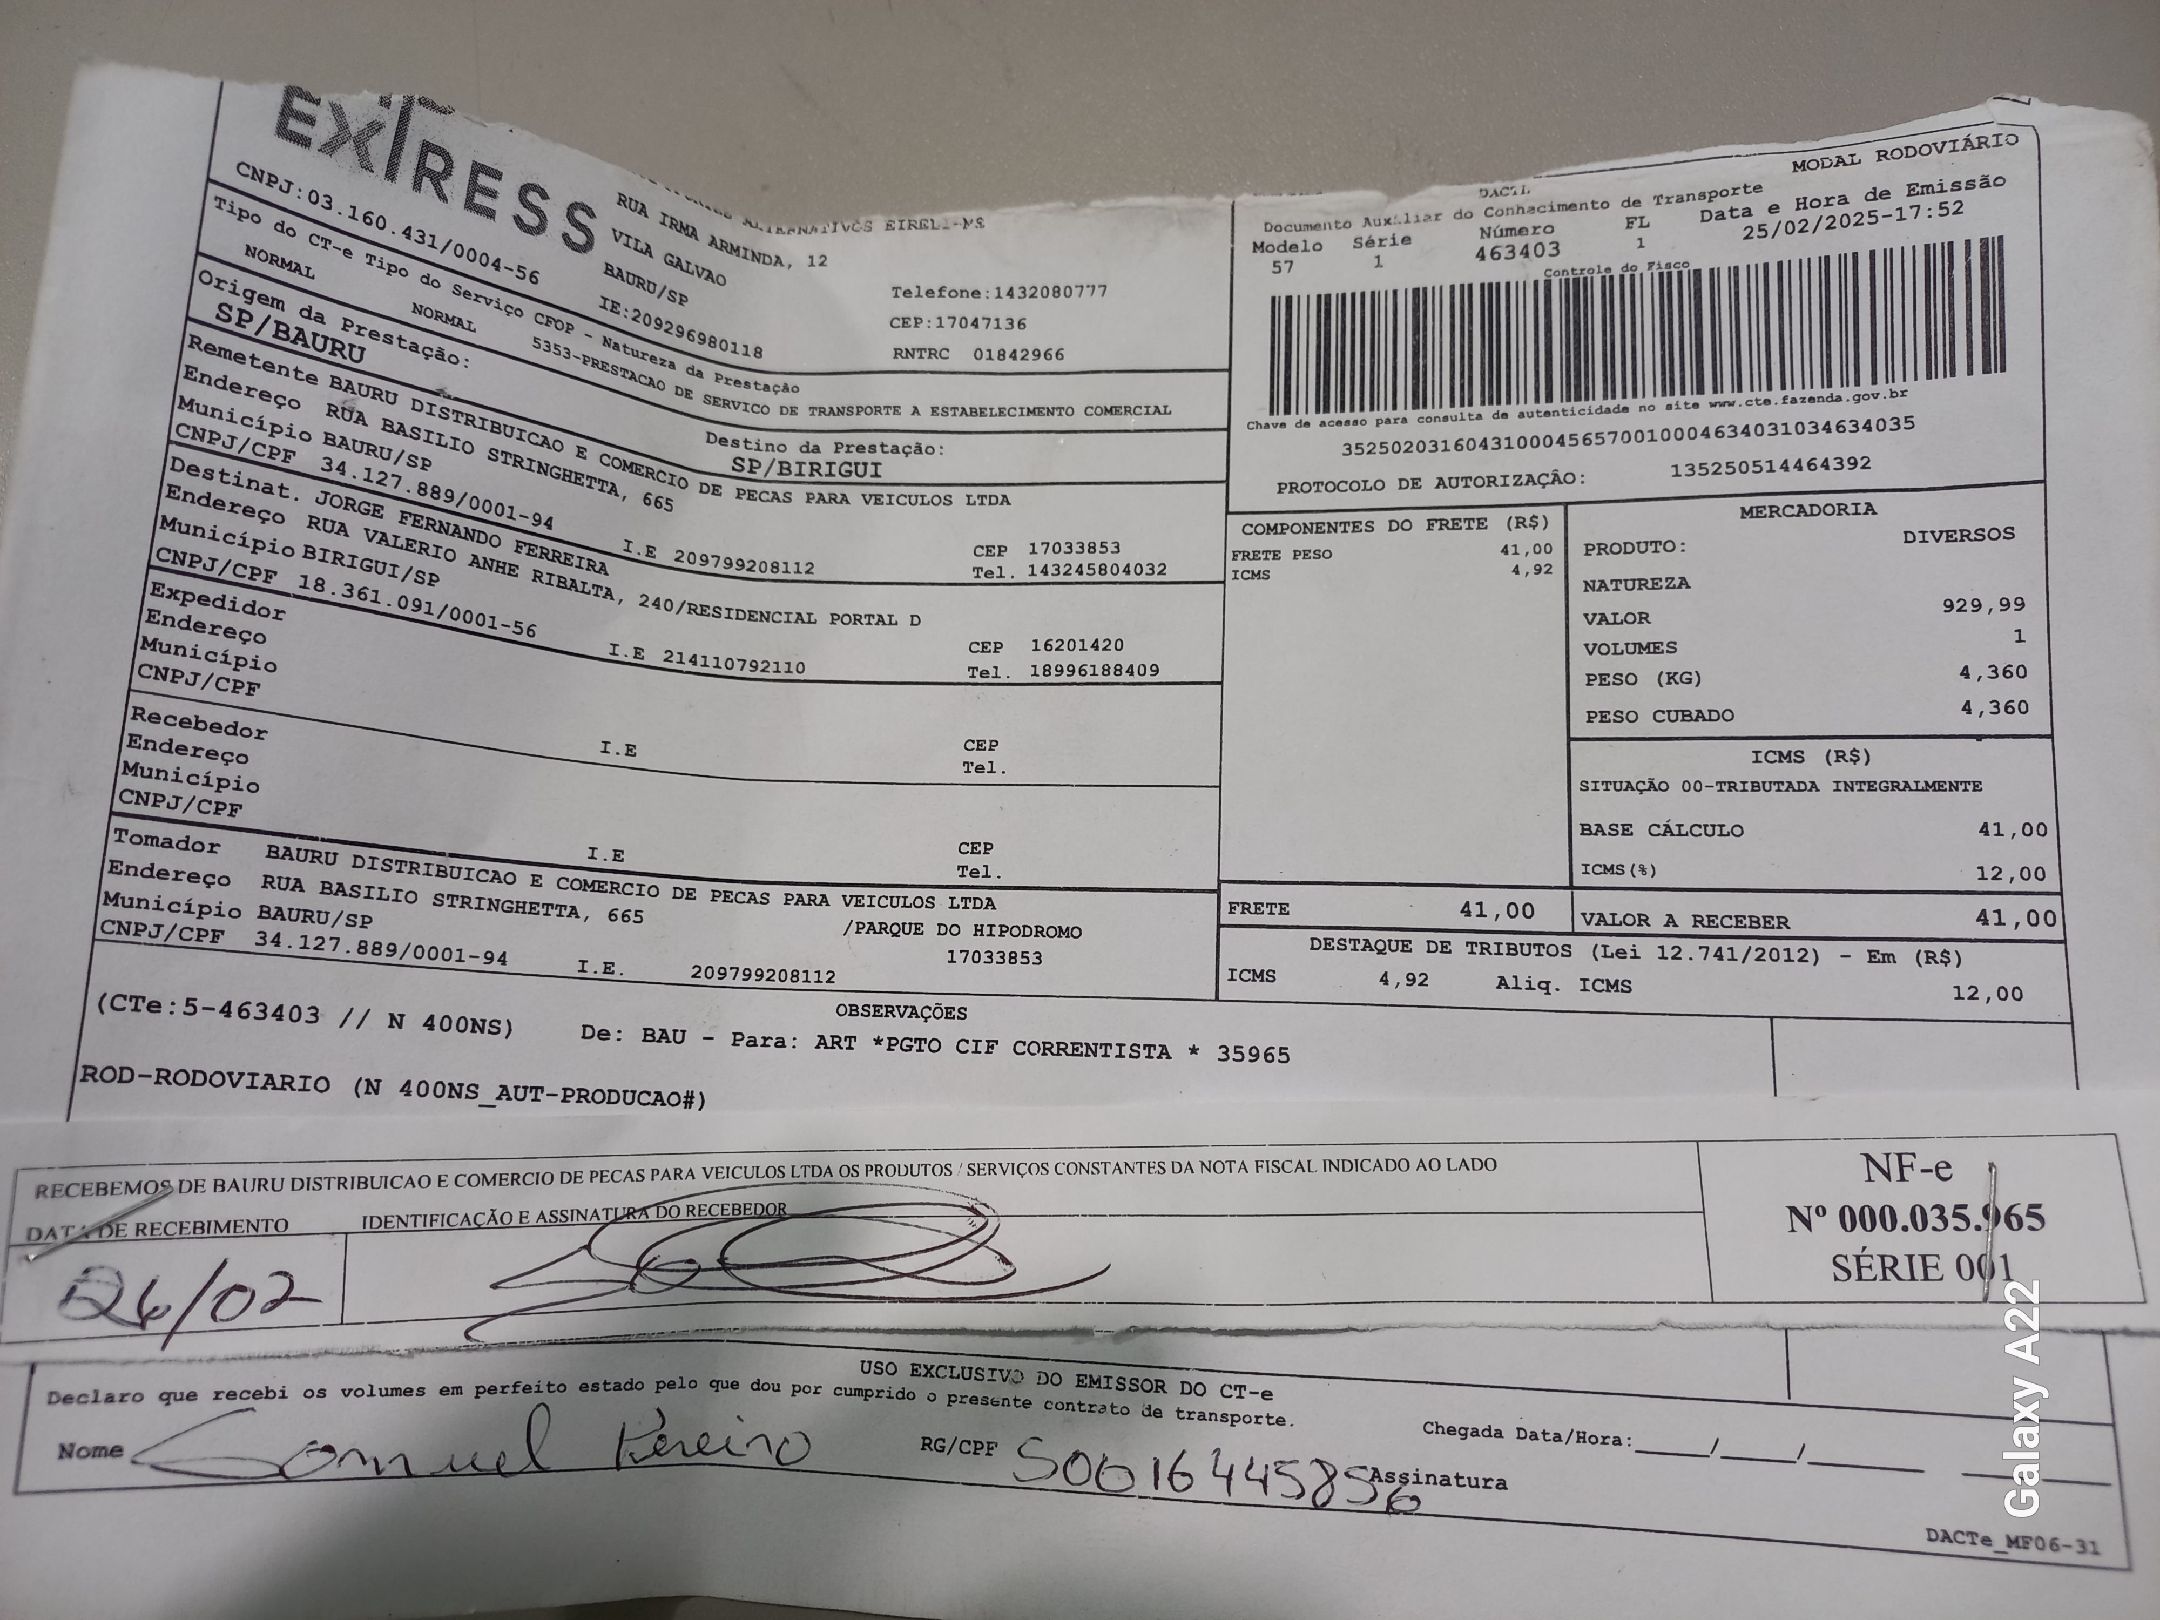 EXPRESS
ALTERNATIVOS EIRELI-ME
CNPJ:03.160.431/0004-56
RUA IRMA ARMINDA, 12
VILA GALVAO
BAURU/SP
IE:209296980118
Telefone:1432080777
CEP:17047136
RNTRC 01842966
Tipo do CT-e Tipo do Serviço CFOP - Natureza da Prestação
NORMAL NORMAL 5353-PRESTACAO DE SERVICO DE TRANSPORTE A ESTABELECIMENTO COMERCIAL
Origem da Prestação: Destino da Prestação:
SP/BAURU SP/BIRIGUI
Remetente BAURU DISTRIBUICAO E COMERCIO DE PECAS PARA VEICULOS LTDA
Endereço RUA BASILIO STRINGHETTA, 665
Município BAURU/SP CEP 17033853
CNPJ/CPF 34.127.889/0001-94 I.E 209799208112 Tel. 143245804032
Destinat. JORGE FERNANDO FERREIRA
Endereço RUA VALERIO ANHE RIBALTA, 240/RESIDENCIAL PORTAL D
Município BIRIGUI/SP CEP 16201420
CNPJ/CPF 18.361.091/0001-56 I.E 214110792110 Tel. 18996188409
Expedidor
Endereço
Município CEP
CNPJ/CPF I.E Tel.
Recebedor
Endereço
Município CEP
CNPJ/CPF I.E Tel.
Tomador BAURU DISTRIBUICAO E COMERCIO DE PECAS PARA VEICULOS LTDA
Endereço RUA BASILIO STRINGHETTA, 665 /PARQUE DO HIPODROMO
Município BAURU/SP 17033853
CNPJ/CPF 34.127.889/0001-94 I.E. 209799208112
DACTE MODAL RODOVIÁRIO
Documento Auxiliar do Conhecimento de Transporte
Modelo Série Número FL Data e Hora de Emissão
57 1 463403 1 25/02/2025-17:52
Controle do Fisco
Chave de acesso para consulta de autenticidade no site www.cte.fazenda.gov.br
35250203160431000456570010004634031034634035
PROTOCOLO DE AUTORIZAÇÃO: 135250514464392
COMPONENTES DO FRETE (R$)
FRETE PESO 41,00
ICMS 4,92
MERCADORIA
PRODUTO: DIVERSOS
NATUREZA
VALOR 929,99
VOLUMES 1
PESO (KG) 4,360
PESO CUBADO 4,360
ICMS (R$)
SITUAÇÃO 00-TRIBUTADA INTEGRALMENTE
BASE CÁLCULO 41,00
ICMS(%) 12,00
FRETE 41,00 VALOR A RECEBER 41,00
DESTAQUE DE TRIBUTOS (Lei 12.741/2012) - Em (R$)
ICMS 4,92 Aliq. ICMS 12,00
OBSERVAÇÕES
(CTe:5-463403 // N 400NS) De: BAU - Para: ART *PGTO CIF CORRENTISTA * 35965
ROD-RODOVIARIO (N 400NS_AUT-PRODUCAO#)
RECEBEMOS DE BAURU DISTRIBUICAO E COMERCIO DE PECAS PARA VEICULOS LTDA OS PRODUTOS / SERVIÇOS CONSTANTES DA NOTA FISCAL INDICADO AO LADO
DATA DE RECEBIMENTO IDENTIFICAÇÃO E ASSINATURA DO RECEBEDOR
26/02
NF-e
Nº 000.035.965
SÉRIE 001
USO EXCLUSIVO DO EMISSOR DO CT-e
Declaro que recebi os volumes em perfeito estado pelo que dou por cumprido o presente contrato de transporte.
Nome Samuel Pereira RG/CPF 50016445856 Assinatura
Chegada Data/Hora:____/____/____
DACTe_MF06-31
Galaxy A22